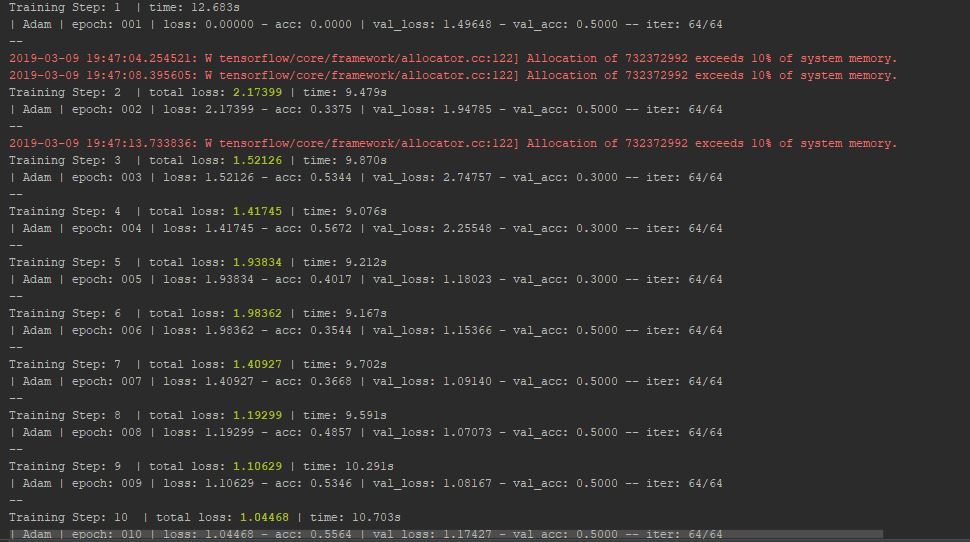 Training Step: 1  | time: 12.683s
| Adam | epoch: 001 | loss: 0.00000 - acc: 0.0000 | val_loss: 1.49648 - val_acc: 0.5000 -- iter: 64/64
--
2019-03-09 19:47:04.254521: W tensorflow/core/framework/allocator.cc:122] Allocation of 732372992 exceeds 10% of system memory.
2019-03-09 19:47:08.395605: W tensorflow/core/framework/allocator.cc:122] Allocation of 732372992 exceeds 10% of system memory.
Training Step: 2  | total loss: 2.17399 | time: 9.479s
| Adam | epoch: 002 | loss: 2.17399 - acc: 0.3375 | val_loss: 1.94785 - val_acc: 0.5000 -- iter: 64/64
--
2019-03-09 19:47:13.733836: W tensorflow/core/framework/allocator.cc:122] Allocation of 732372992 exceeds 10% of system memory.
Training Step: 3  | total loss: 1.52126 | time: 9.870s
| Adam | epoch: 003 | loss: 1.52126 - acc: 0.5344 | val_loss: 2.74757 - val_acc: 0.3000 -- iter: 64/64
--
Training Step: 4  | total loss: 1.41745 | time: 9.076s
| Adam | epoch: 004 | loss: 1.41745 - acc: 0.5672 | val_loss: 2.25548 - val_acc: 0.3000 -- iter: 64/64
--
Training Step: 5  | total loss: 1.93834 | time: 9.212s
| Adam | epoch: 005 | loss: 1.93834 - acc: 0.4017 | val_loss: 1.18023 - val_acc: 0.3000 -- iter: 64/64
--
Training Step: 6  | total loss: 1.98362 | time: 9.167s
| Adam | epoch: 006 | loss: 1.98362 - acc: 0.3544 | val_loss: 1.15366 - val_acc: 0.5000 -- iter: 64/64
--
Training Step: 7  | total loss: 1.40927 | time: 9.702s
| Adam | epoch: 007 | loss: 1.40927 - acc: 0.3668 | val_loss: 1.09140 - val_acc: 0.5000 -- iter: 64/64
--
Training Step: 8  | total loss: 1.19299 | time: 9.591s
| Adam | epoch: 008 | loss: 1.19299 - acc: 0.4857 | val_loss: 1.07073 - val_acc: 0.5000 -- iter: 64/64
--
Training Step: 9  | total loss: 1.10629 | time: 10.291s
| Adam | epoch: 009 | loss: 1.10629 - acc: 0.5346 | val_loss: 1.08167 - val_acc: 0.5000 -- iter: 64/64
--
Training Step: 10  | total loss: 1.04468 | time: 10.703s
| Adam | epoch: 010 | loss: 1.04468 - acc: 0.5564 | val_loss: 1.17427 - val_acc: 0.5000 -- iter: 64/64